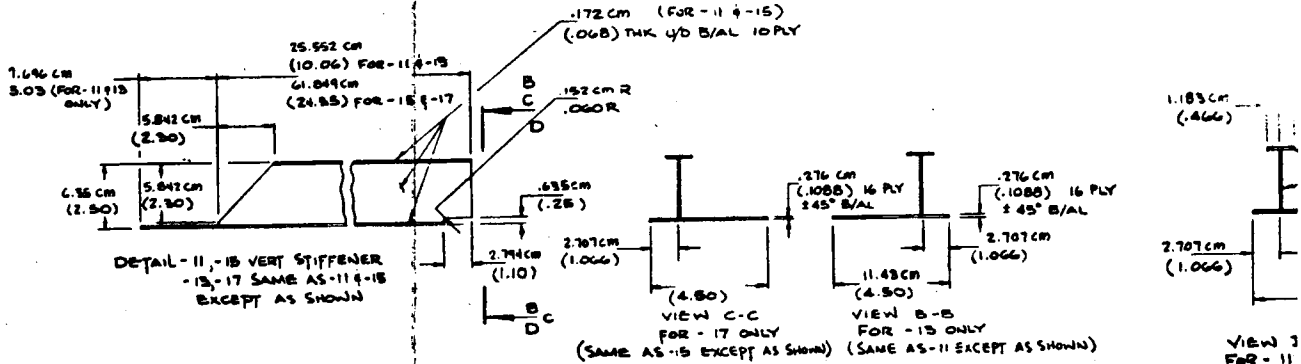 .172 cm (FOR -11 & -15)
(.068) THK U/D B/AL 10 PLY
25.552 cm
(10.06) FOR -11 & -13
61.849 cm
(24.35) FOR -15 & -17
7.696 cm
3.03 (FOR -11 & 13
ONLY)
.152 cm R
.060 R
B
C
D
5.842 cm
(2.30)
6.35 cm
(2.50)
5.842 cm
(2.30)
.635 cm
(.25)
2.794 cm
(1.10)
B
D C
DETAIL -11, -15 VERT STIFFENER
-13, -17 SAME AS -11 & -15
EXCEPT AS SHOWN
.276 cm
(.1088) 16 PLY
± 45° B/AL
2.707 cm
(1.066)
(4.50)
VIEW C-C
FOR - 17 ONLY
(SAME AS -15 EXCEPT AS SHOWN)
.276 cm
(.1088) 16 PLY
± 45° B/AL
2.707 cm
(1.066)
11.43 cm
(4.50)
VIEW B-B
FOR -13 ONLY
(SAME AS -11 EXCEPT AS SHOWN)
1.183 cm
(.466)
2.707 cm
(1.066)
VIEW
FOR - 11